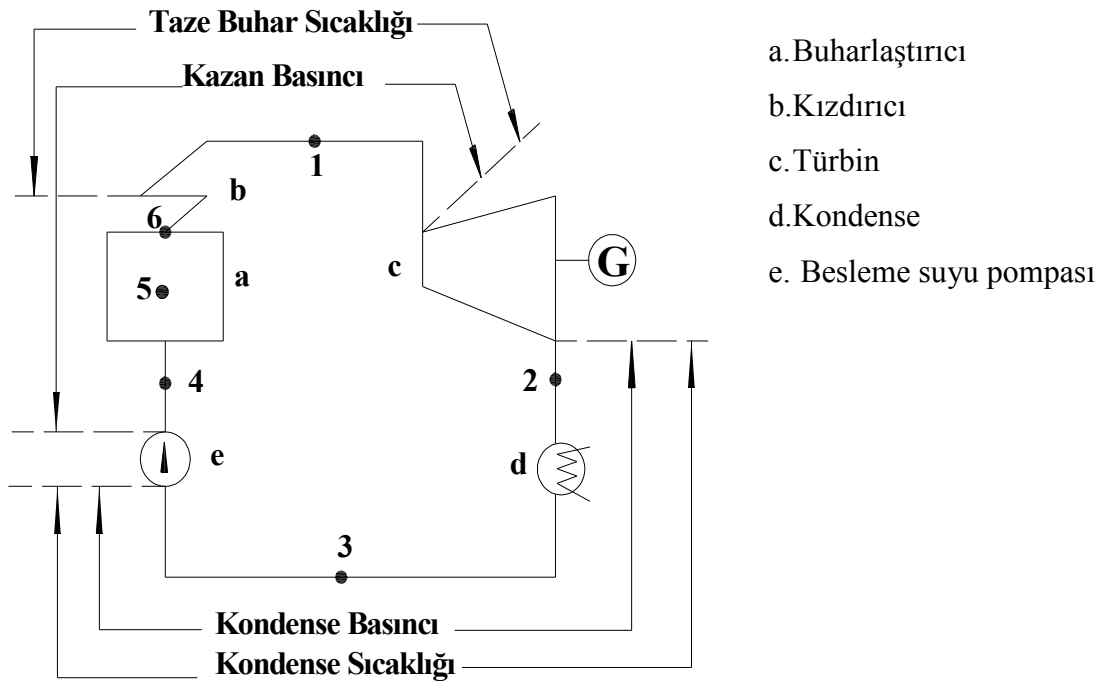 Taze Buhar Sıcaklığı
Kazan Basıncı
1
b
6
a
5
c
G
4
2
e
d
3
Kondense Basıncı
Kondense Sıcaklığı
a.Buharlaştırıcı
b.Kızdırıcı
c.Türbin
d.Kondense
e. Besleme suyu pompası